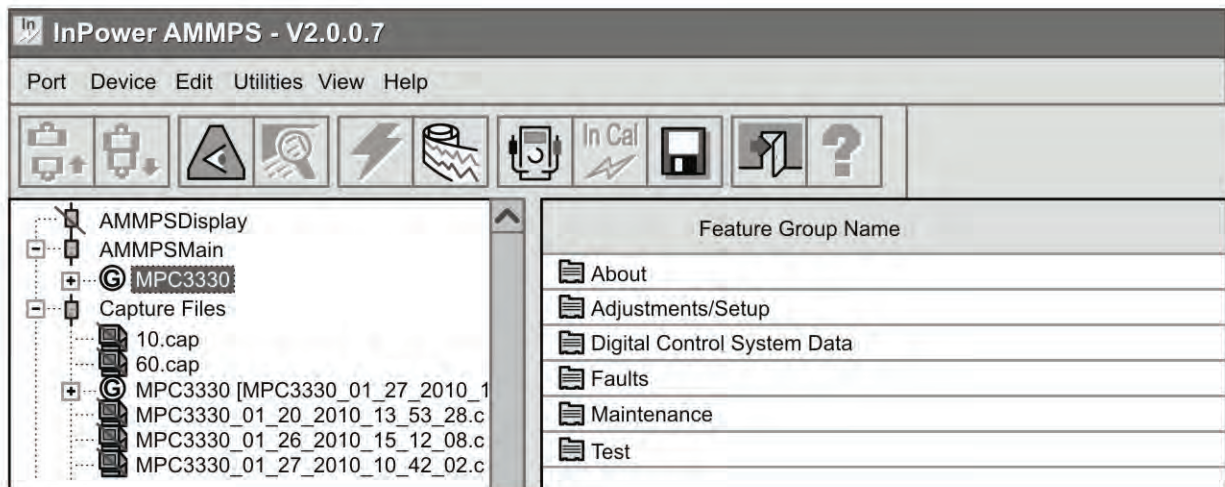 In
InPower AMMPS - V2.0.0.7
Port Device Edit Utilities View Help
In Cal
?
AMMPSDisplay
AMMPSMain
G MPC3330
Capture Files
10.cap
60.cap
G MPC3330 [MPC3330_01_27_2010_1
MPC3330_01_20_2010_13_53_28.c
MPC3330_01_26_2010_15_12_08.c
MPC3330_01_27_2010_10_42_02.c
Feature Group Name
About
Adjustments/Setup
Digital Control System Data
Faults
Maintenance
Test